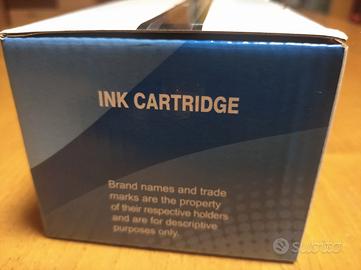 INK CARTRIDGE
Brand names and trade
marks are the property
of their respective holders
and are for descriptive
purposes only.
subito